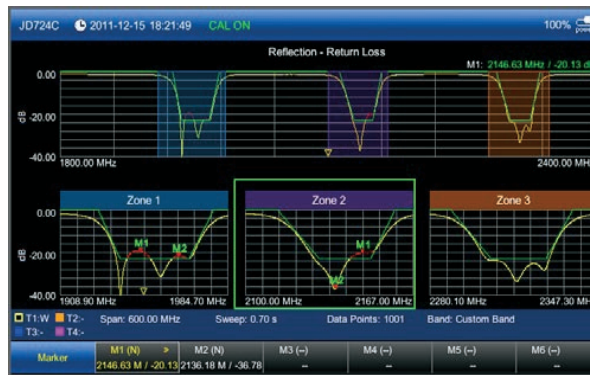 JD724C 2011-12-15 18:21:49 CAL ON 100%
Reflection - Return Loss
M1: 2146.63 MHz / -20.13 d
0.00
dB -20.00
-40.00
1800.00 MHz 2400.00 MH
Zone 1 Zone 2 Zone 3
0.00
M1 M2 M1
dB -20.00
M2
-40.00
1908.90 MHz 1984.70 MHz 2100.00 MHz 2167.00 MHz 2280.10 MHz 2347.30 MH
T1:W T2:- Span: 600.00 MHz Sweep: 0.70 s Data Points: 1001 Band: Custom Band
T3:- T4:-
Marker M1 (N) > M2 (N) M3 (--) M4 (--) M5 (--) M6 (--)
2146.63 M / -20.13 2136.18 M / -36.78 -- -- -- --